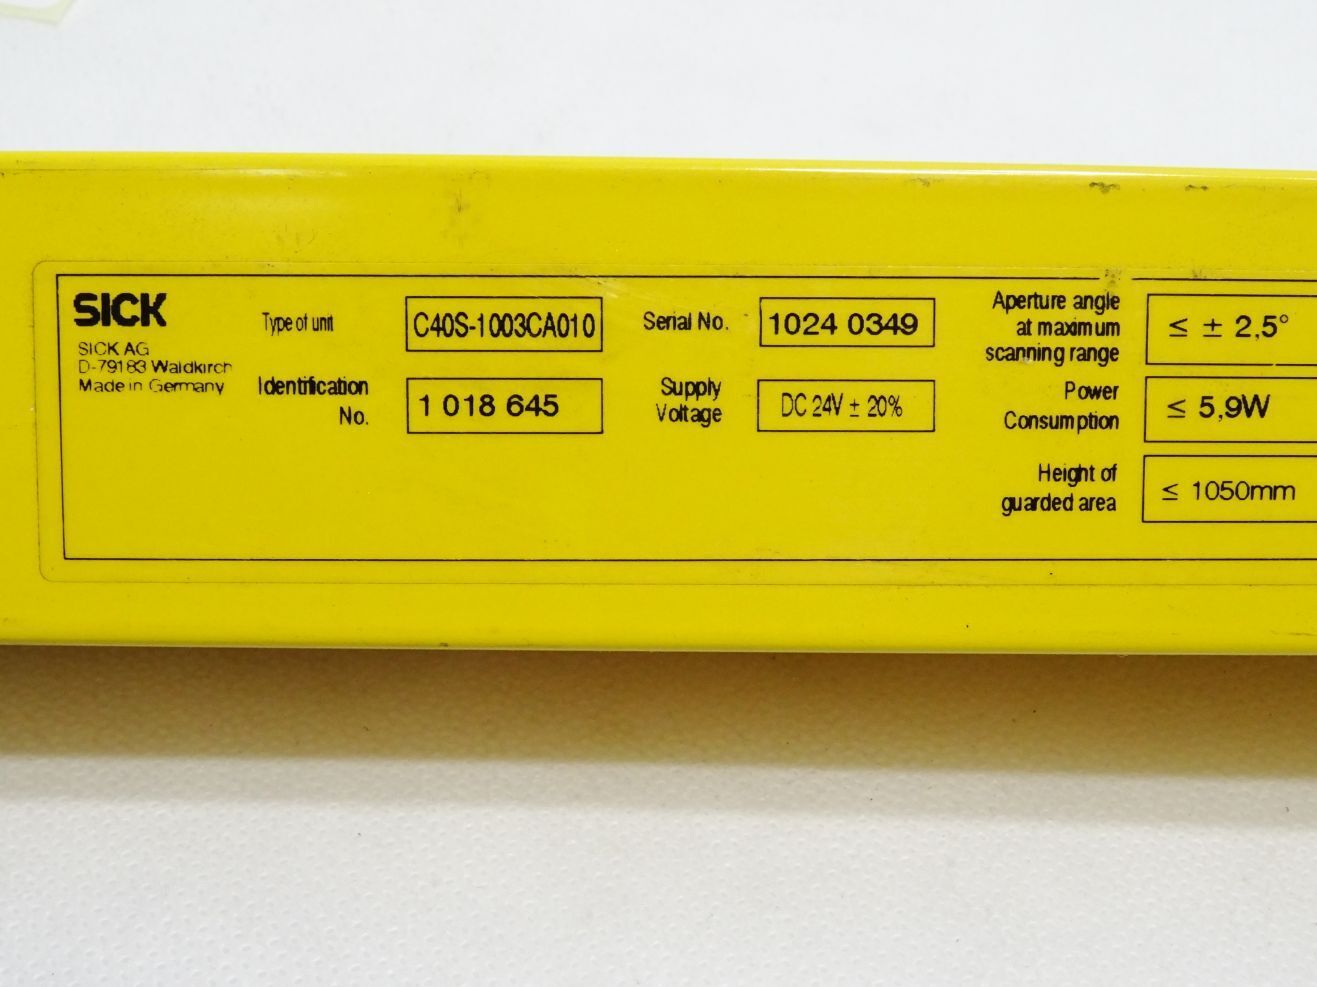 SICK
SICK AG
D-79183 Waldkirch
Made in Germany
Type of unit
C40S-1003CA010
Identification
No.
1 018 645
Serial No.
1024 0349
Supply
Voltage
DC 24V ± 20%
Aperture angle
at maximum
scanning range
≤ ± 2,5°
Power
Consumption
≤ 5,9W
Height of
guarded area
≤ 1050mm